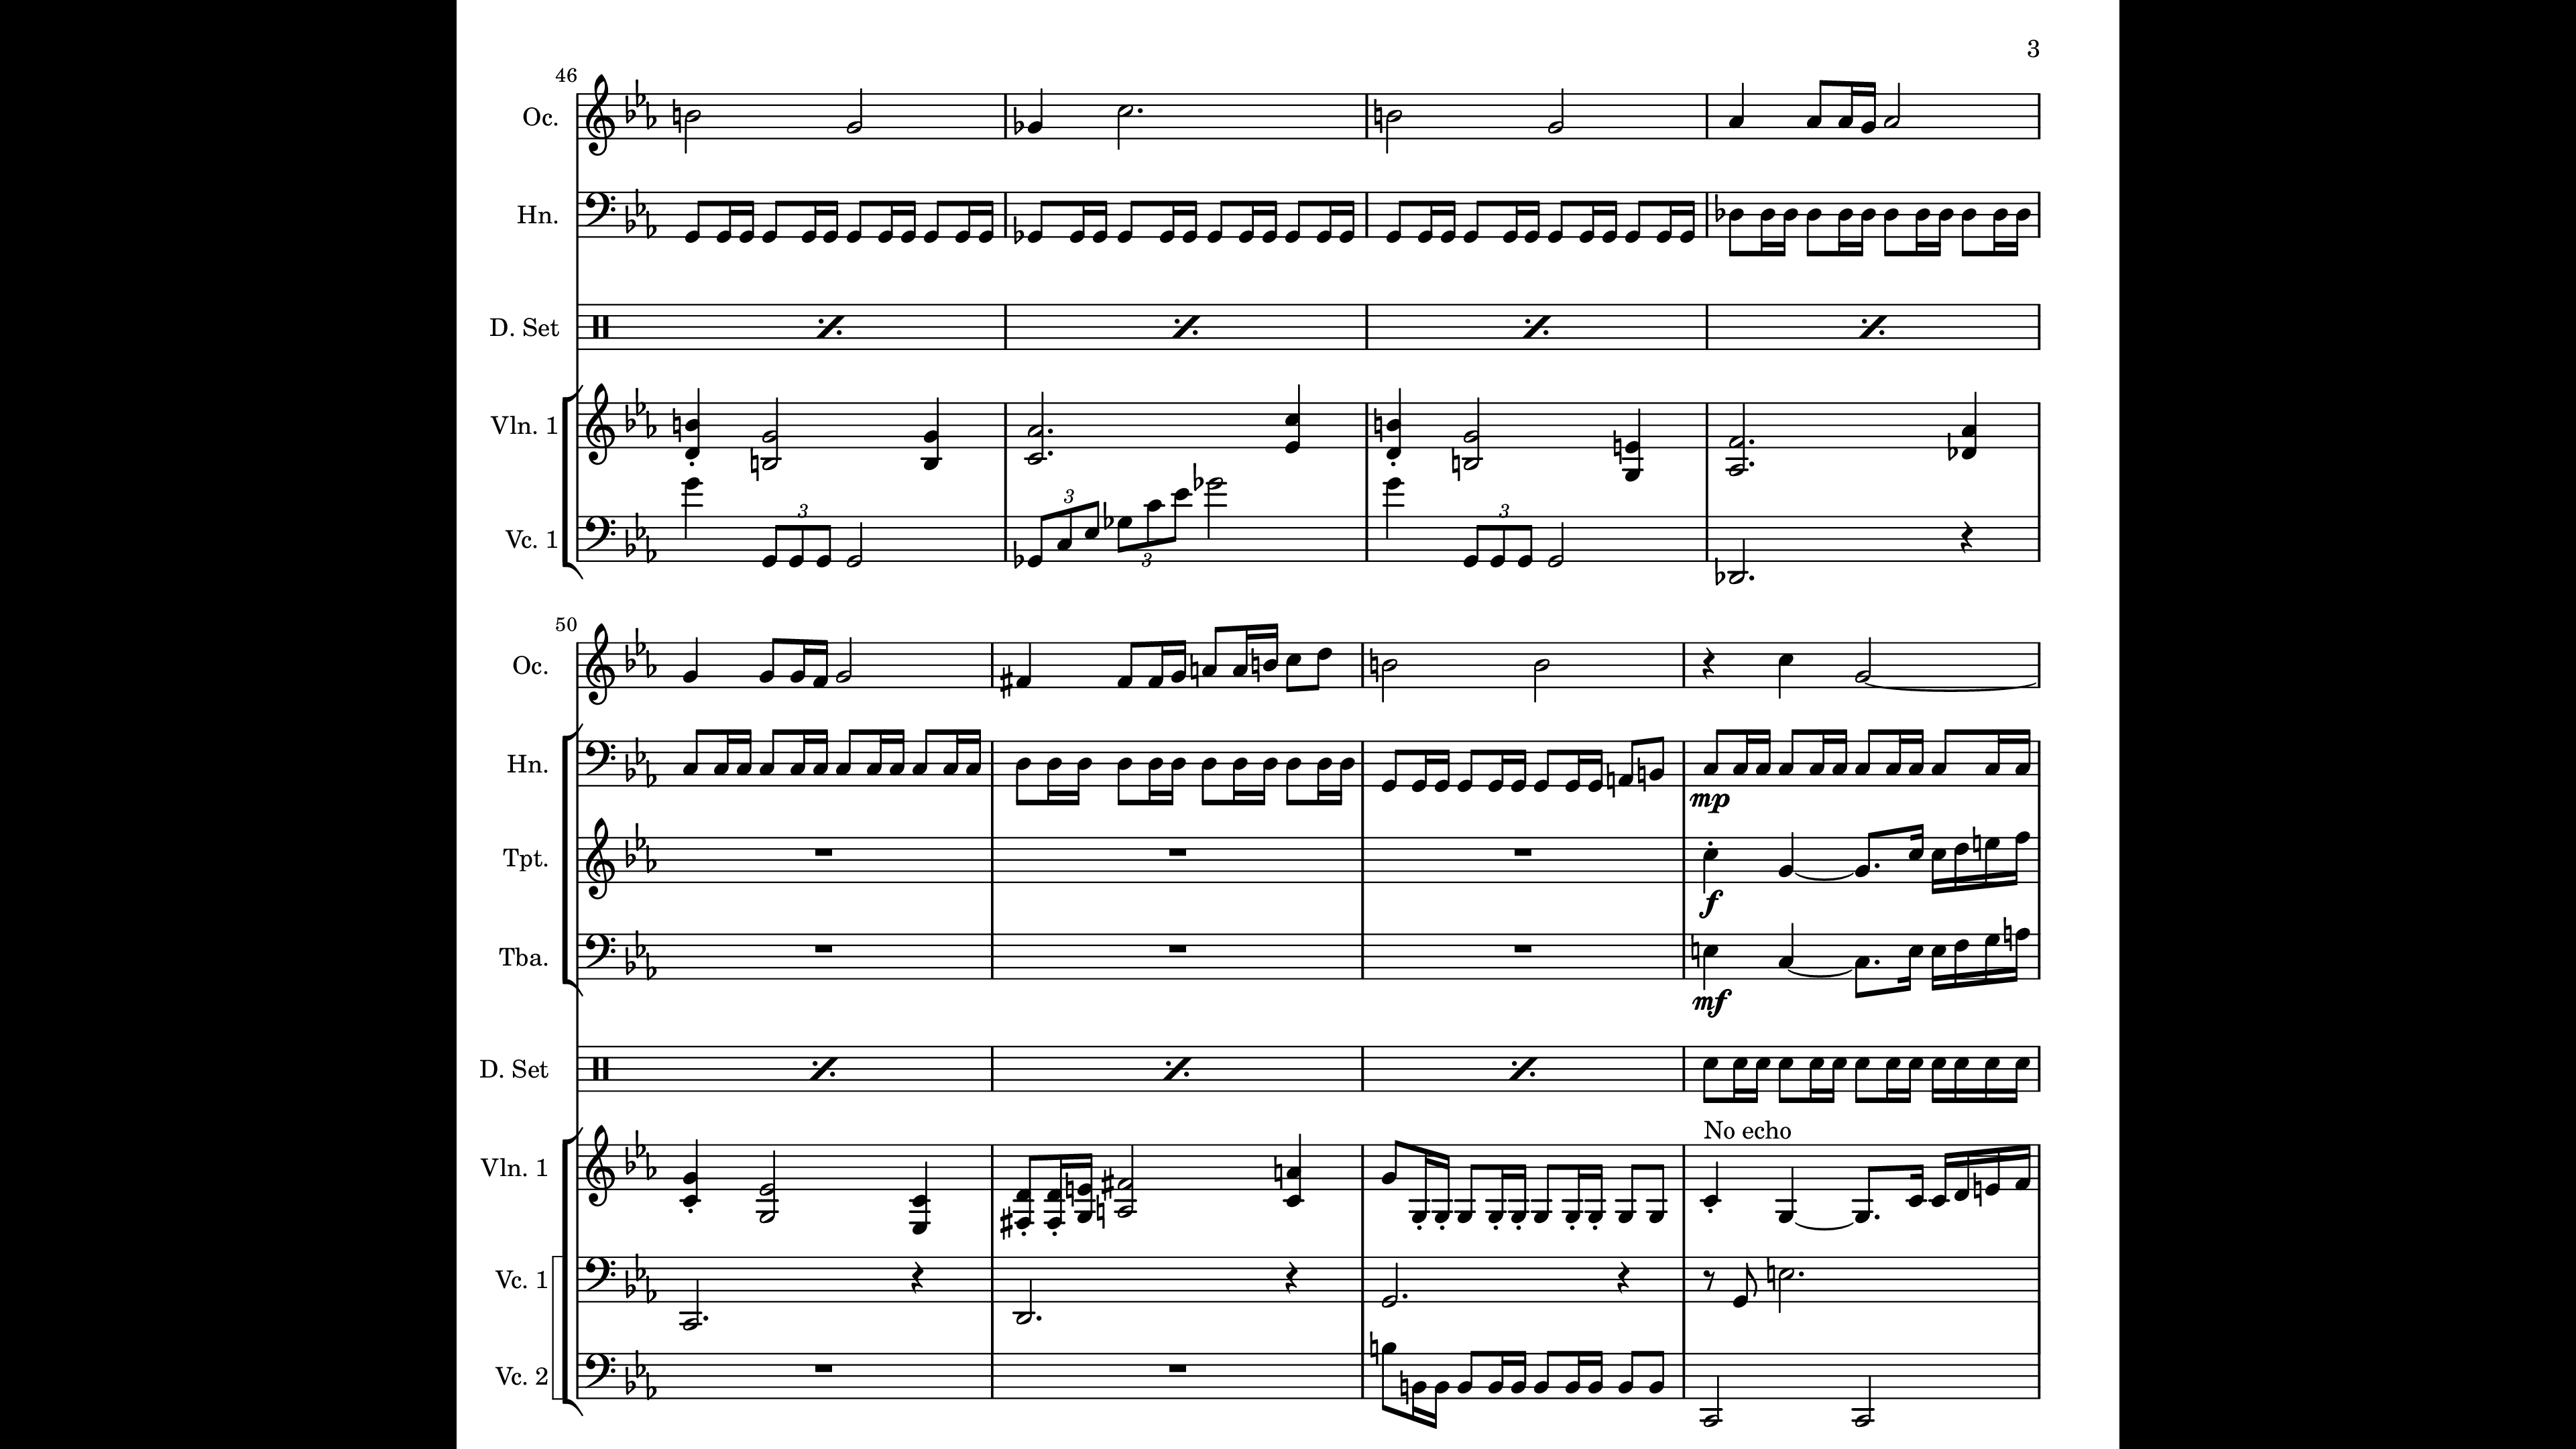 3
46
Oc.
Hn.
D. Set
Vln. 1
3
3
3
3
Vc. 1
50
Oc.
Hn.
mp
Tpt.
f
Tba.
mf
D. Set
No echo
Vln. 1
Vc. 1
Vc. 2